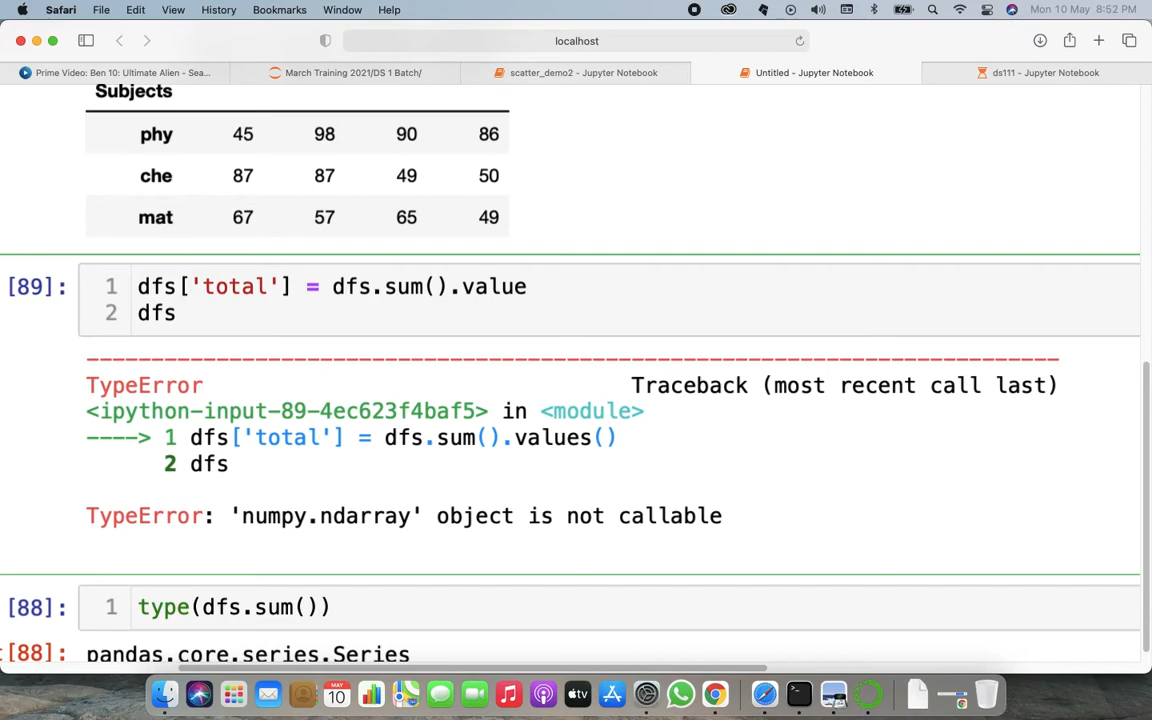 Safari File Edit View History Bookmarks Window Help Mon 10 May 8:52 PM
localhost
Prime Video: Ben 10: Ultimate Alien - Sea... March Training 2021/DS 1 Batch/ scatter_demo2 - Jupyter Notebook Untitled - Jupyter Notebook ds111 - Jupyter Notebook
Subjects
phy 45 98 90 86
che 87 87 49 50
mat 67 57 65 49
[89]: 1 dfs['total'] = dfs.sum().value
2 dfs
TypeError Traceback (most recent call last)
<ipython-input-89-4ec623f4baf5> in <module>
----> 1 dfs['total'] = dfs.sum().values()
2 dfs
TypeError: 'numpy.ndarray' object is not callable
[88]: 1 type(dfs.sum())
t[88]: pandas.core.series.Series
MAY
10
tv